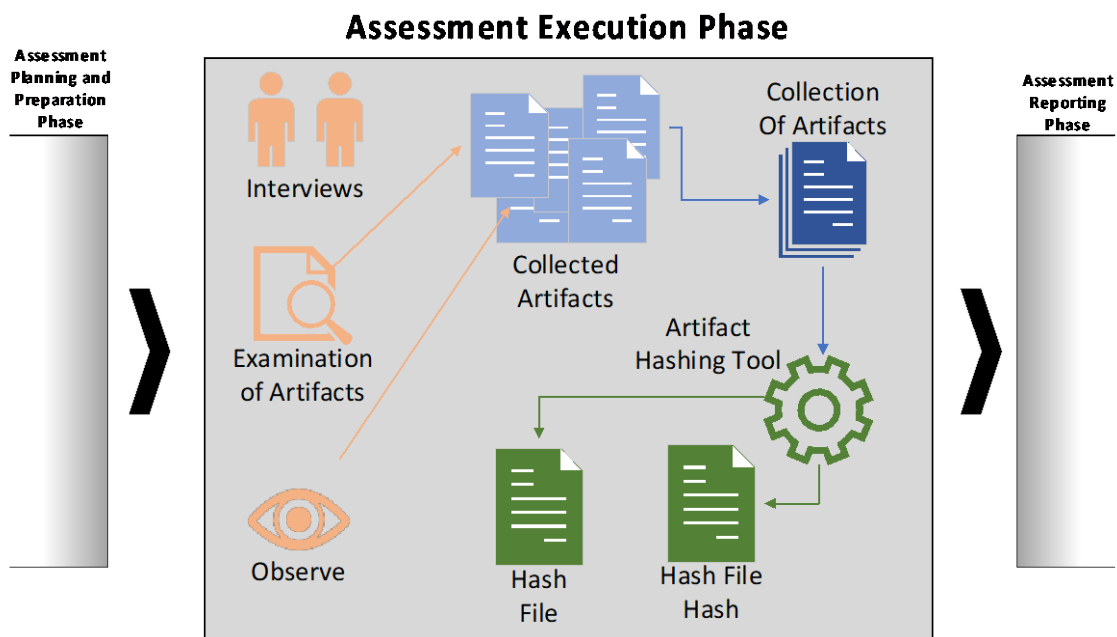 Assessment Execution Phase
Assessment
Planning and
Preparation
Phase
Interviews
Examination
of Artifacts
Observe
Collected
Artifacts
Collection
Of Artifacts
Artifact
Hashing Tool
Hash
File
Hash File
Hash
Assessment
Reporting
Phase